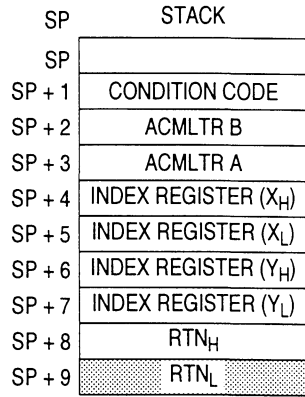 SP STACK
SP
SP + 1 CONDITION CODE
SP + 2 ACMLTR B
SP + 3 ACMLTR A
SP + 4 INDEX REGISTER (XH)
SP + 5 INDEX REGISTER (XL)
SP + 6 INDEX REGISTER (YH)
SP + 7 INDEX REGISTER (YL)
SP + 8 RTNH
SP + 9 RTNL